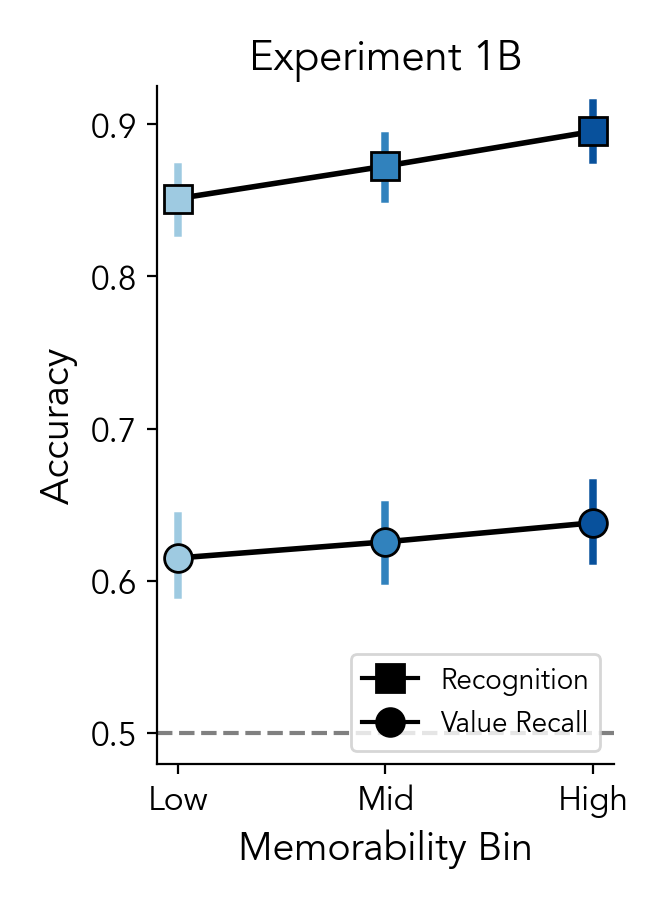 Experiment 1B
0.9
0.8
0.7
0.6
0.5
Accuracy
Recognition
Value Recall
Low Mid High
Memorability Bin